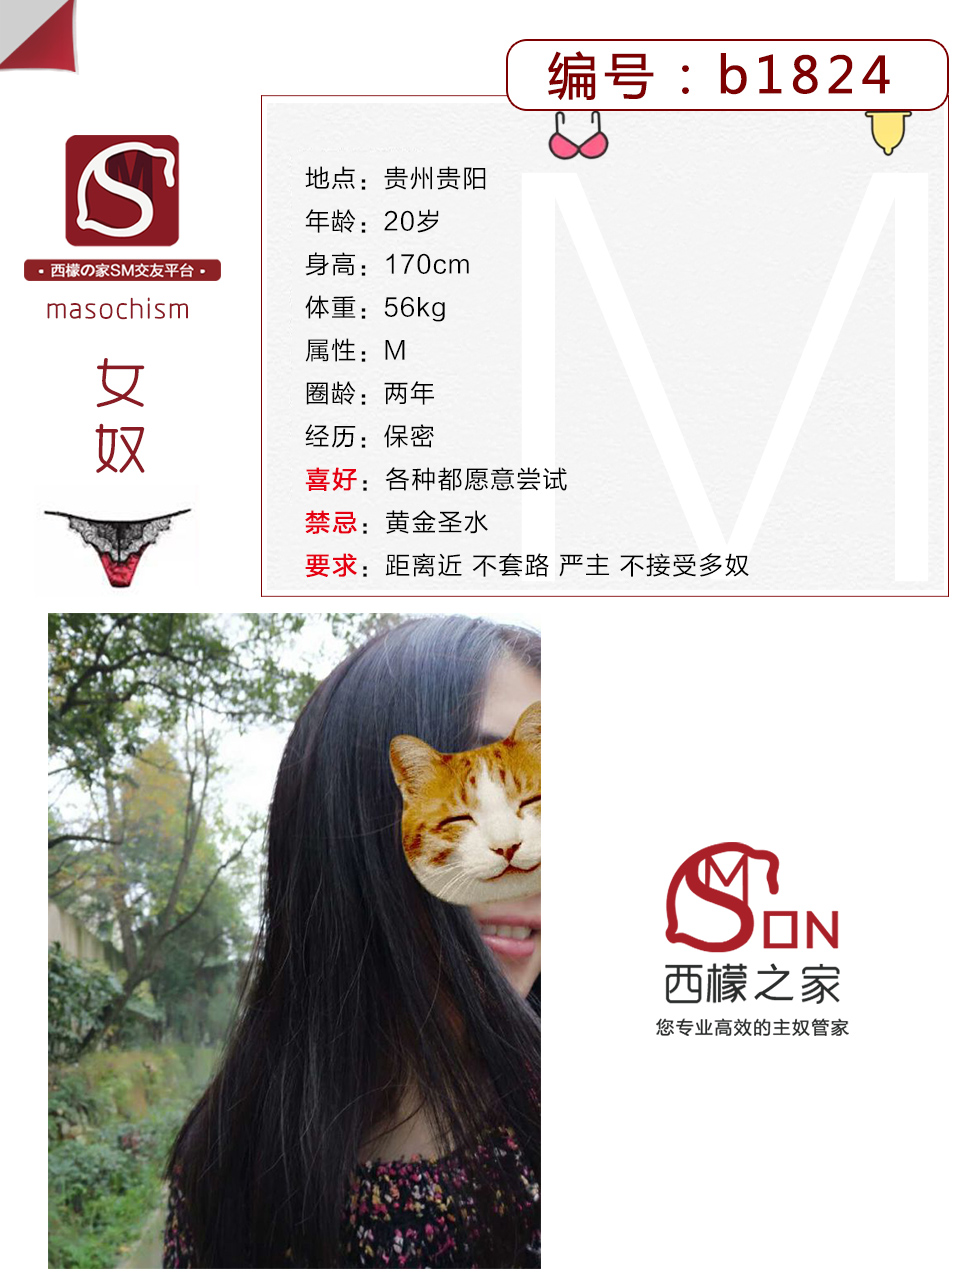 编号：b1824
西檬の家SM交友平台
masochism
女
奴
地点：贵州贵阳
年龄：20岁
身高：170cm
体重：56kg
属性：M
圈龄：两年
经历：保密
喜好：各种都愿意尝试
禁忌：黄金圣水
要求：距离近 不套路 严主 不接受多奴
M
SM
SMON
西檬之家
您专业高效的主奴管家